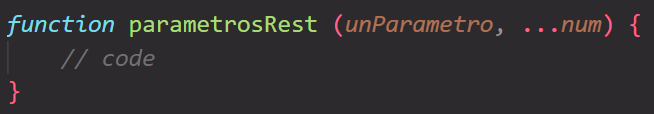 function parametrosRest (unParametro, ...num) {
    // code
}